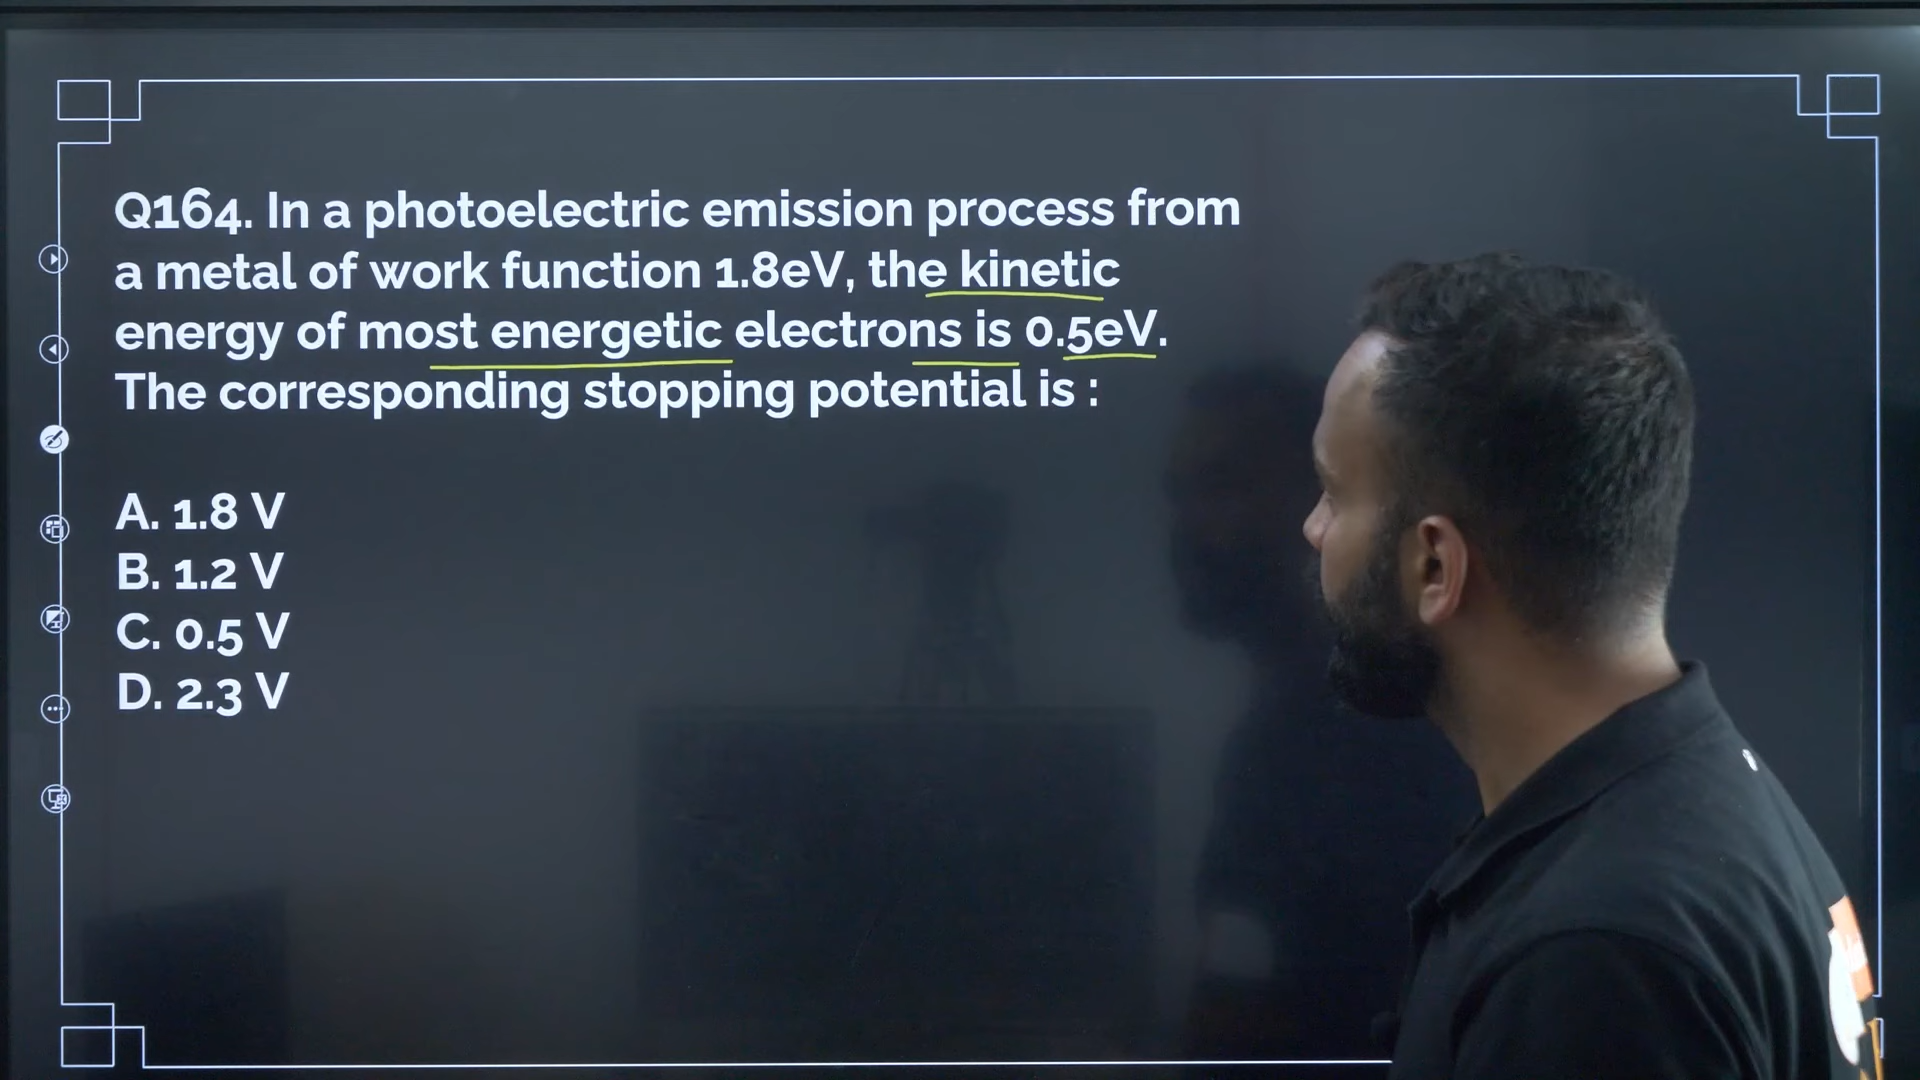 Q164. In a photoelectric emission process from
a metal of work function 1.8eV, the kinetic
energy of most energetic electrons is 0.5eV.
The corresponding stopping potential is :
A. 1.8 V
B. 1.2 V
C. 0.5 V
D. 2.3 V